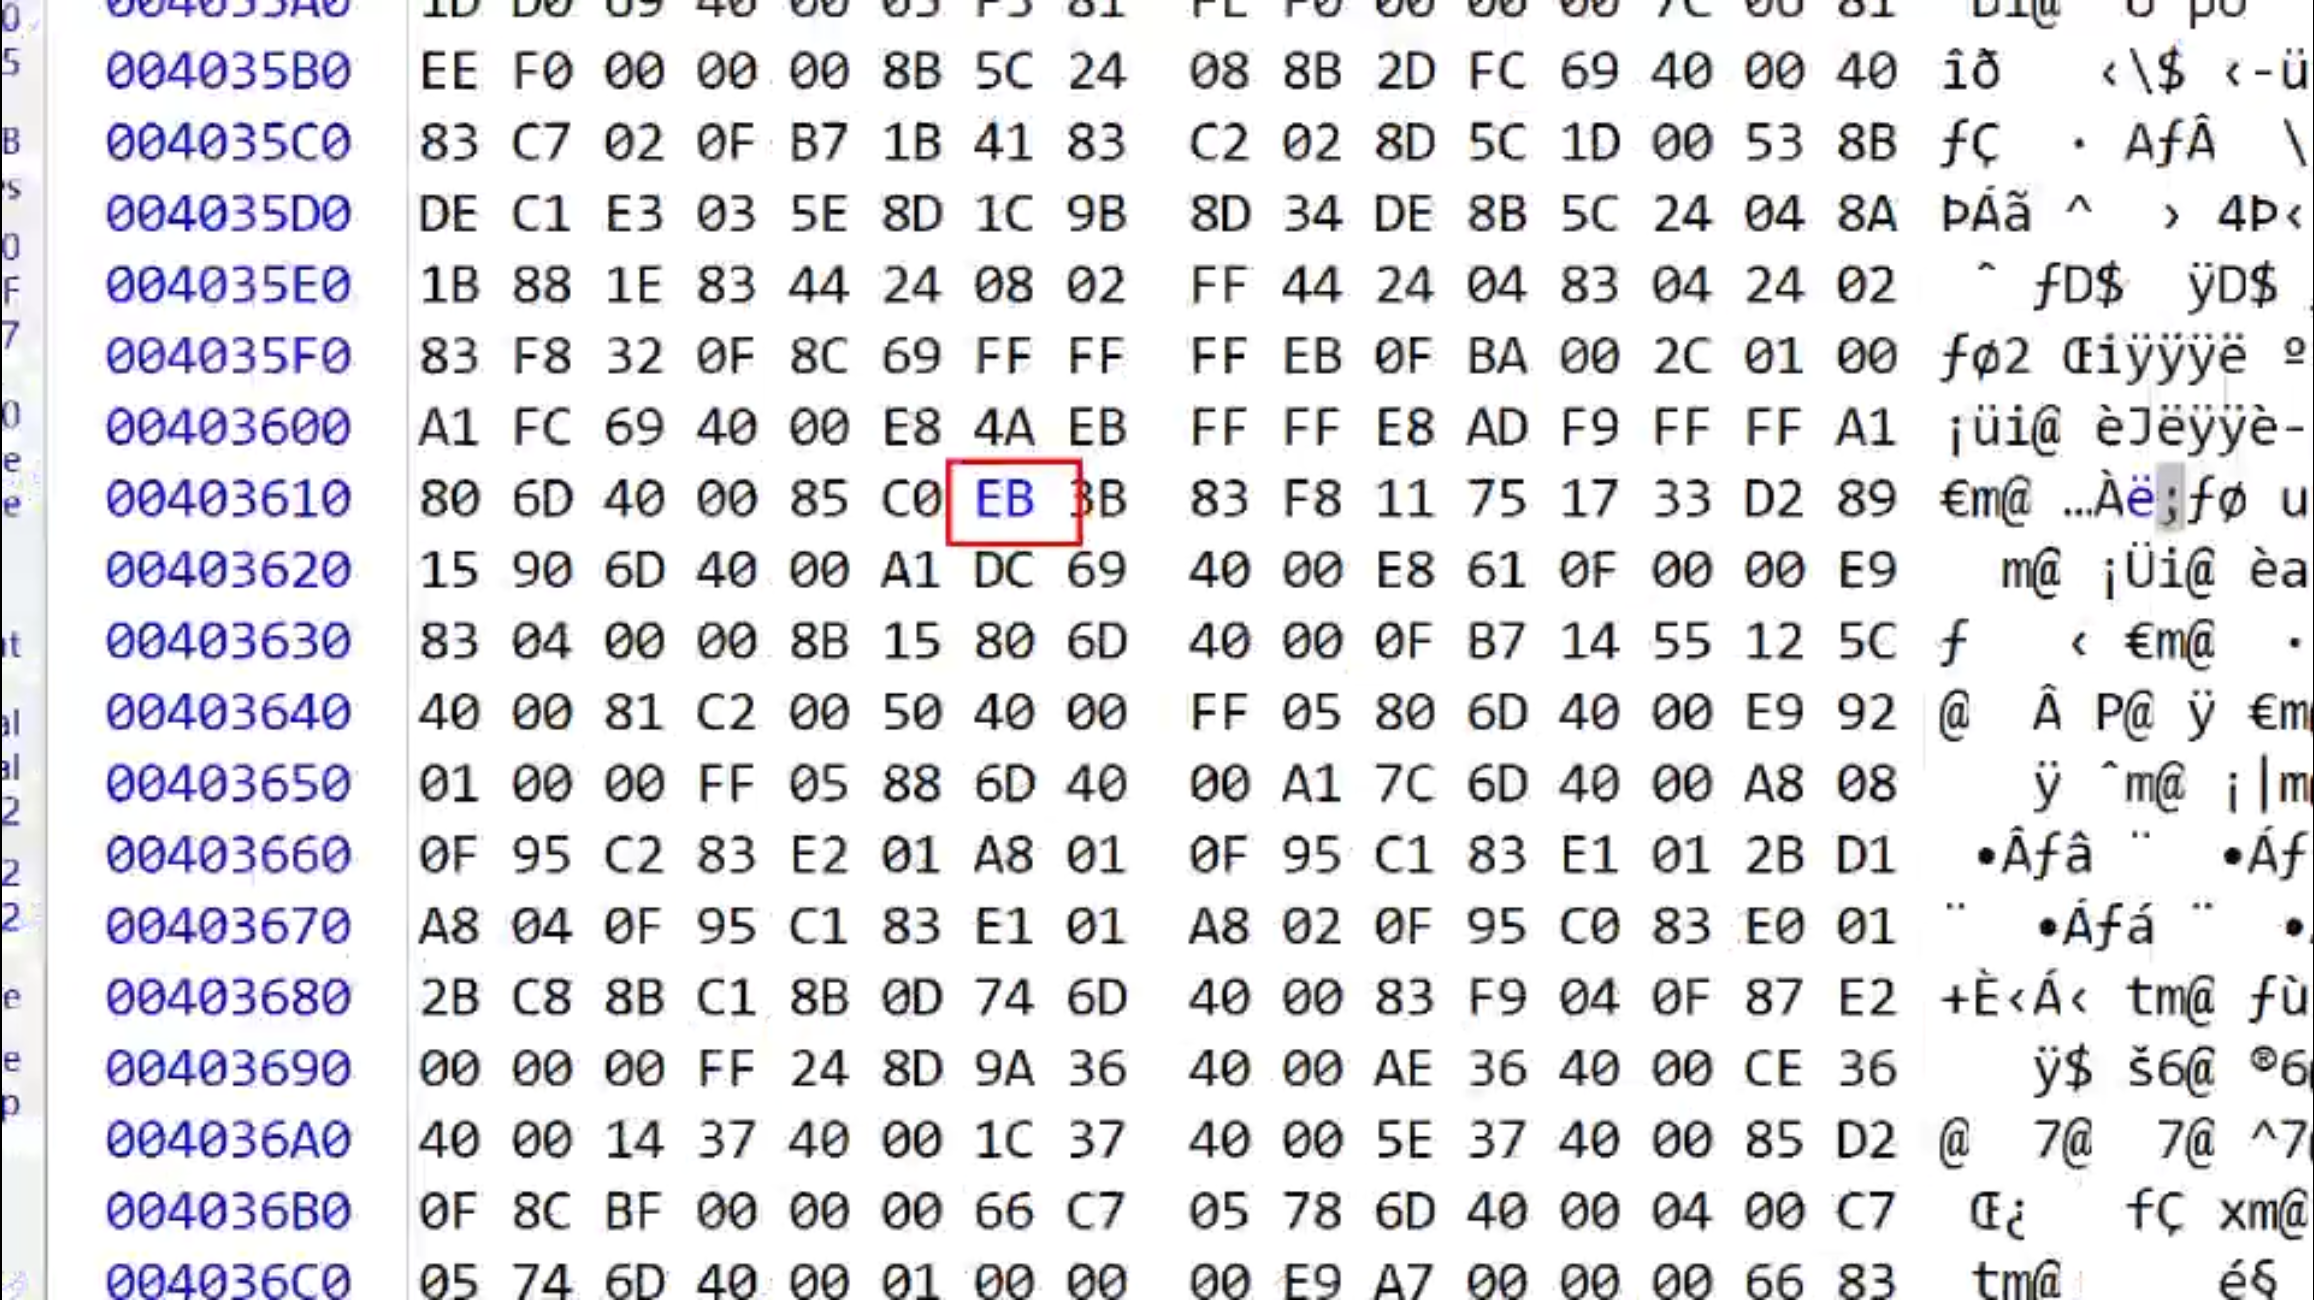 004035B0 EE F0 00 00 00 8B 5C 24 08 8B 2D FC 69 40 00 40 îð ‹\$ ‹-ü
004035C0 83 C7 02 0F B7 1B 41 83 C2 02 8D 5C 1D 00 53 8B ƒÇ · AƒÂ \
004035D0 DE C1 E3 03 5E 8D 1C 9B 8D 34 DE 8B 5C 24 04 8A ÞÁã ^ › 4Þ‹
004035E0 1B 88 1E 83 44 24 08 02 FF 44 24 04 83 04 24 02 ˆ ƒD$ ÿD$
004035F0 83 F8 32 0F 8C 69 FF FF FF EB 0F BA 00 2C 01 00 ƒø2 Œiÿÿÿë º
00403600 A1 FC 69 40 00 E8 4A EB FF FF E8 AD F9 FF FF A1 ¡üi@ èJëÿÿè-
00403610 80 6D 40 00 85 C0 EB 3B 83 F8 11 75 17 33 D2 89 €m@ …Àë;ƒø u
00403620 15 90 6D 40 00 A1 DC 69 40 00 E8 61 0F 00 00 E9 m@ ¡Üi@ èa
00403630 83 04 00 00 8B 15 80 6D 40 00 0F B7 14 55 12 5C ƒ ‹ €m@ ·
00403640 40 00 81 C2 00 50 40 00 FF 05 80 6D 40 00 E9 92 @ Â P@ ÿ €m
00403650 01 00 00 FF 05 88 6D 40 00 A1 7C 6D 40 00 A8 08 ÿ ˆm@ ¡|m
00403660 0F 95 C2 83 E2 01 A8 01 0F 95 C1 83 E1 01 2B D1 •Âƒâ ¨ •Áƒ
00403670 A8 04 0F 95 C1 83 E1 01 A8 02 0F 95 C0 83 E0 01 ¨ •Áƒá ¨ •
00403680 2B C8 8B C1 8B 0D 74 6D 40 00 83 F9 04 0F 87 E2 +È‹Á‹ tm@ ƒù
00403690 00 00 00 FF 24 8D 9A 36 40 00 AE 36 40 00 CE 36 ÿ$ š6@ ®6
004036A0 40 00 14 37 40 00 1C 37 40 00 5E 37 40 00 85 D2 @ 7@ 7@ ^7
004036B0 0F 8C BF 00 00 00 66 C7 05 78 6D 40 00 04 00 C7 Œ¿ fÇ xm@
004036C0 05 74 6D 40 00 01 00 00 00 E9 A7 00 00 00 66 83 tm@ é§